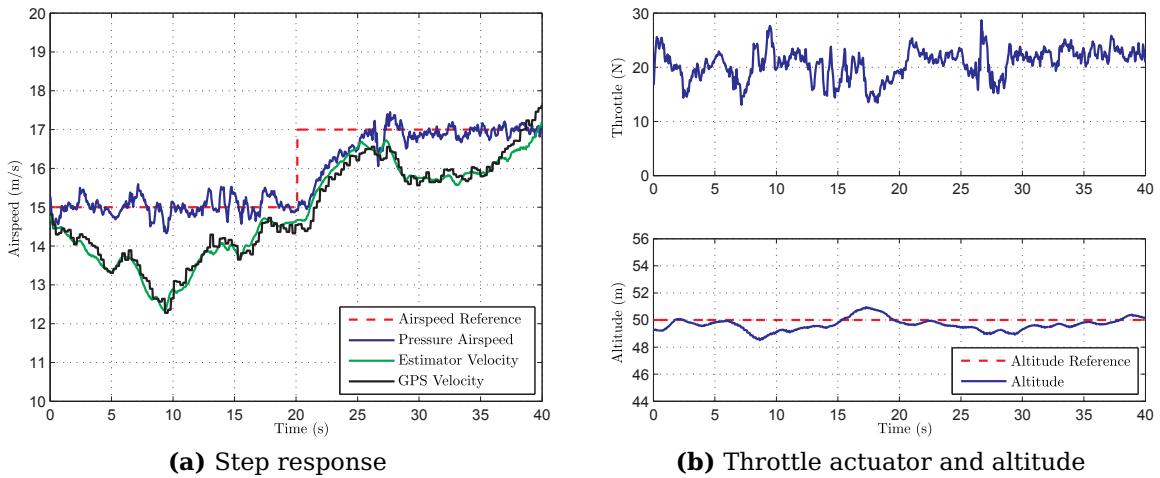 20
19
18
17
16
15
14
13
12
11
10
Airspeed (m/s)
0 5 10 15 20 25 30 35 40
Time (s)
Airspeed Reference
Pressure Airspeed
Estimator Velocity
GPS Velocity
(a) Step response
30
20
10
0
Throttle (N)
0 5 10 15 20 25 30 35 40
56
54
52
50
48
46
44
Altitude (m)
0 5 10 15 20 25 30 35 40
Time (s)
Altitude Reference
Altitude
(b) Throttle actuator and altitude